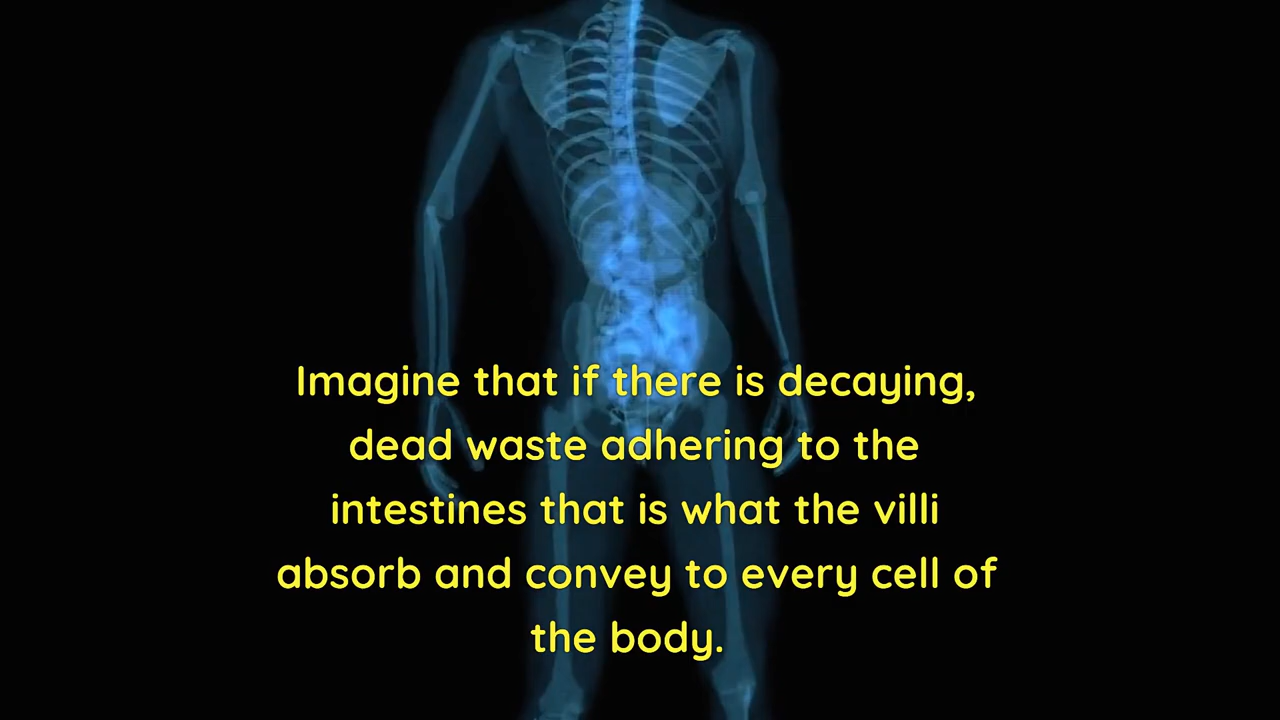 Imagine that if there is decaying,
dead waste adhering to the
intestines that is what the villi
absorb and convey to every cell of
the body.